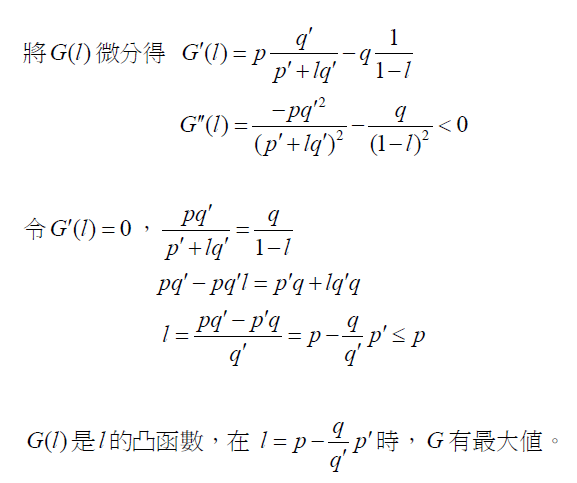 將 G(l) 微分得 G′(l) = p \frac{q′}{p′ + lq′} − q \frac{1}{1−l}
G″(l) = \frac{−pq′²}{(p′ + lq′)²} − \frac{q}{(1−l)²} < 0
令 G′(l) = 0 , \frac{pq′}{p′ + lq′} = \frac{q}{1−l}
pq′ − pq′l = p′q + lq′q
l = \frac{pq′ − p′q}{q′} = p − \frac{q}{q′} p′ ≤ p
G(l) 是 l 的凸函數,在 l = p − \frac{q}{q′} p′ 時, G 有最大值。